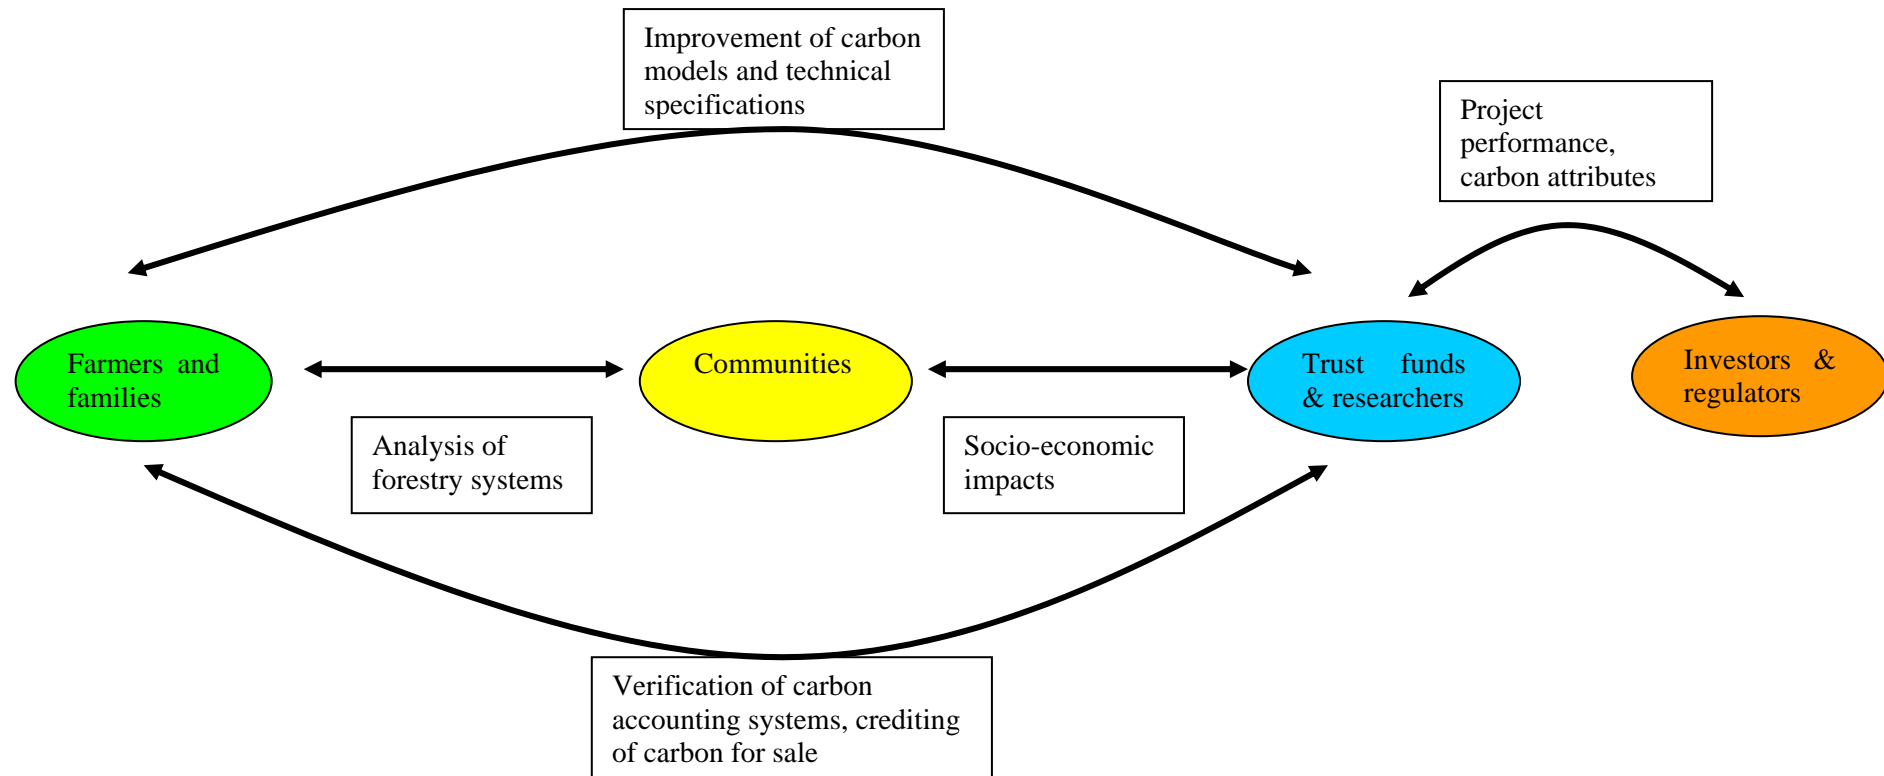 Improvement of carbon
models and technical
specifications
Project
performance,
carbon attributes
Farmers and
families
Communities
Trust funds
& researchers
Investors &
regulators
Analysis of
forestry systems
Socio-economic
impacts
Verification of carbon
accounting systems, crediting
of carbon for sale